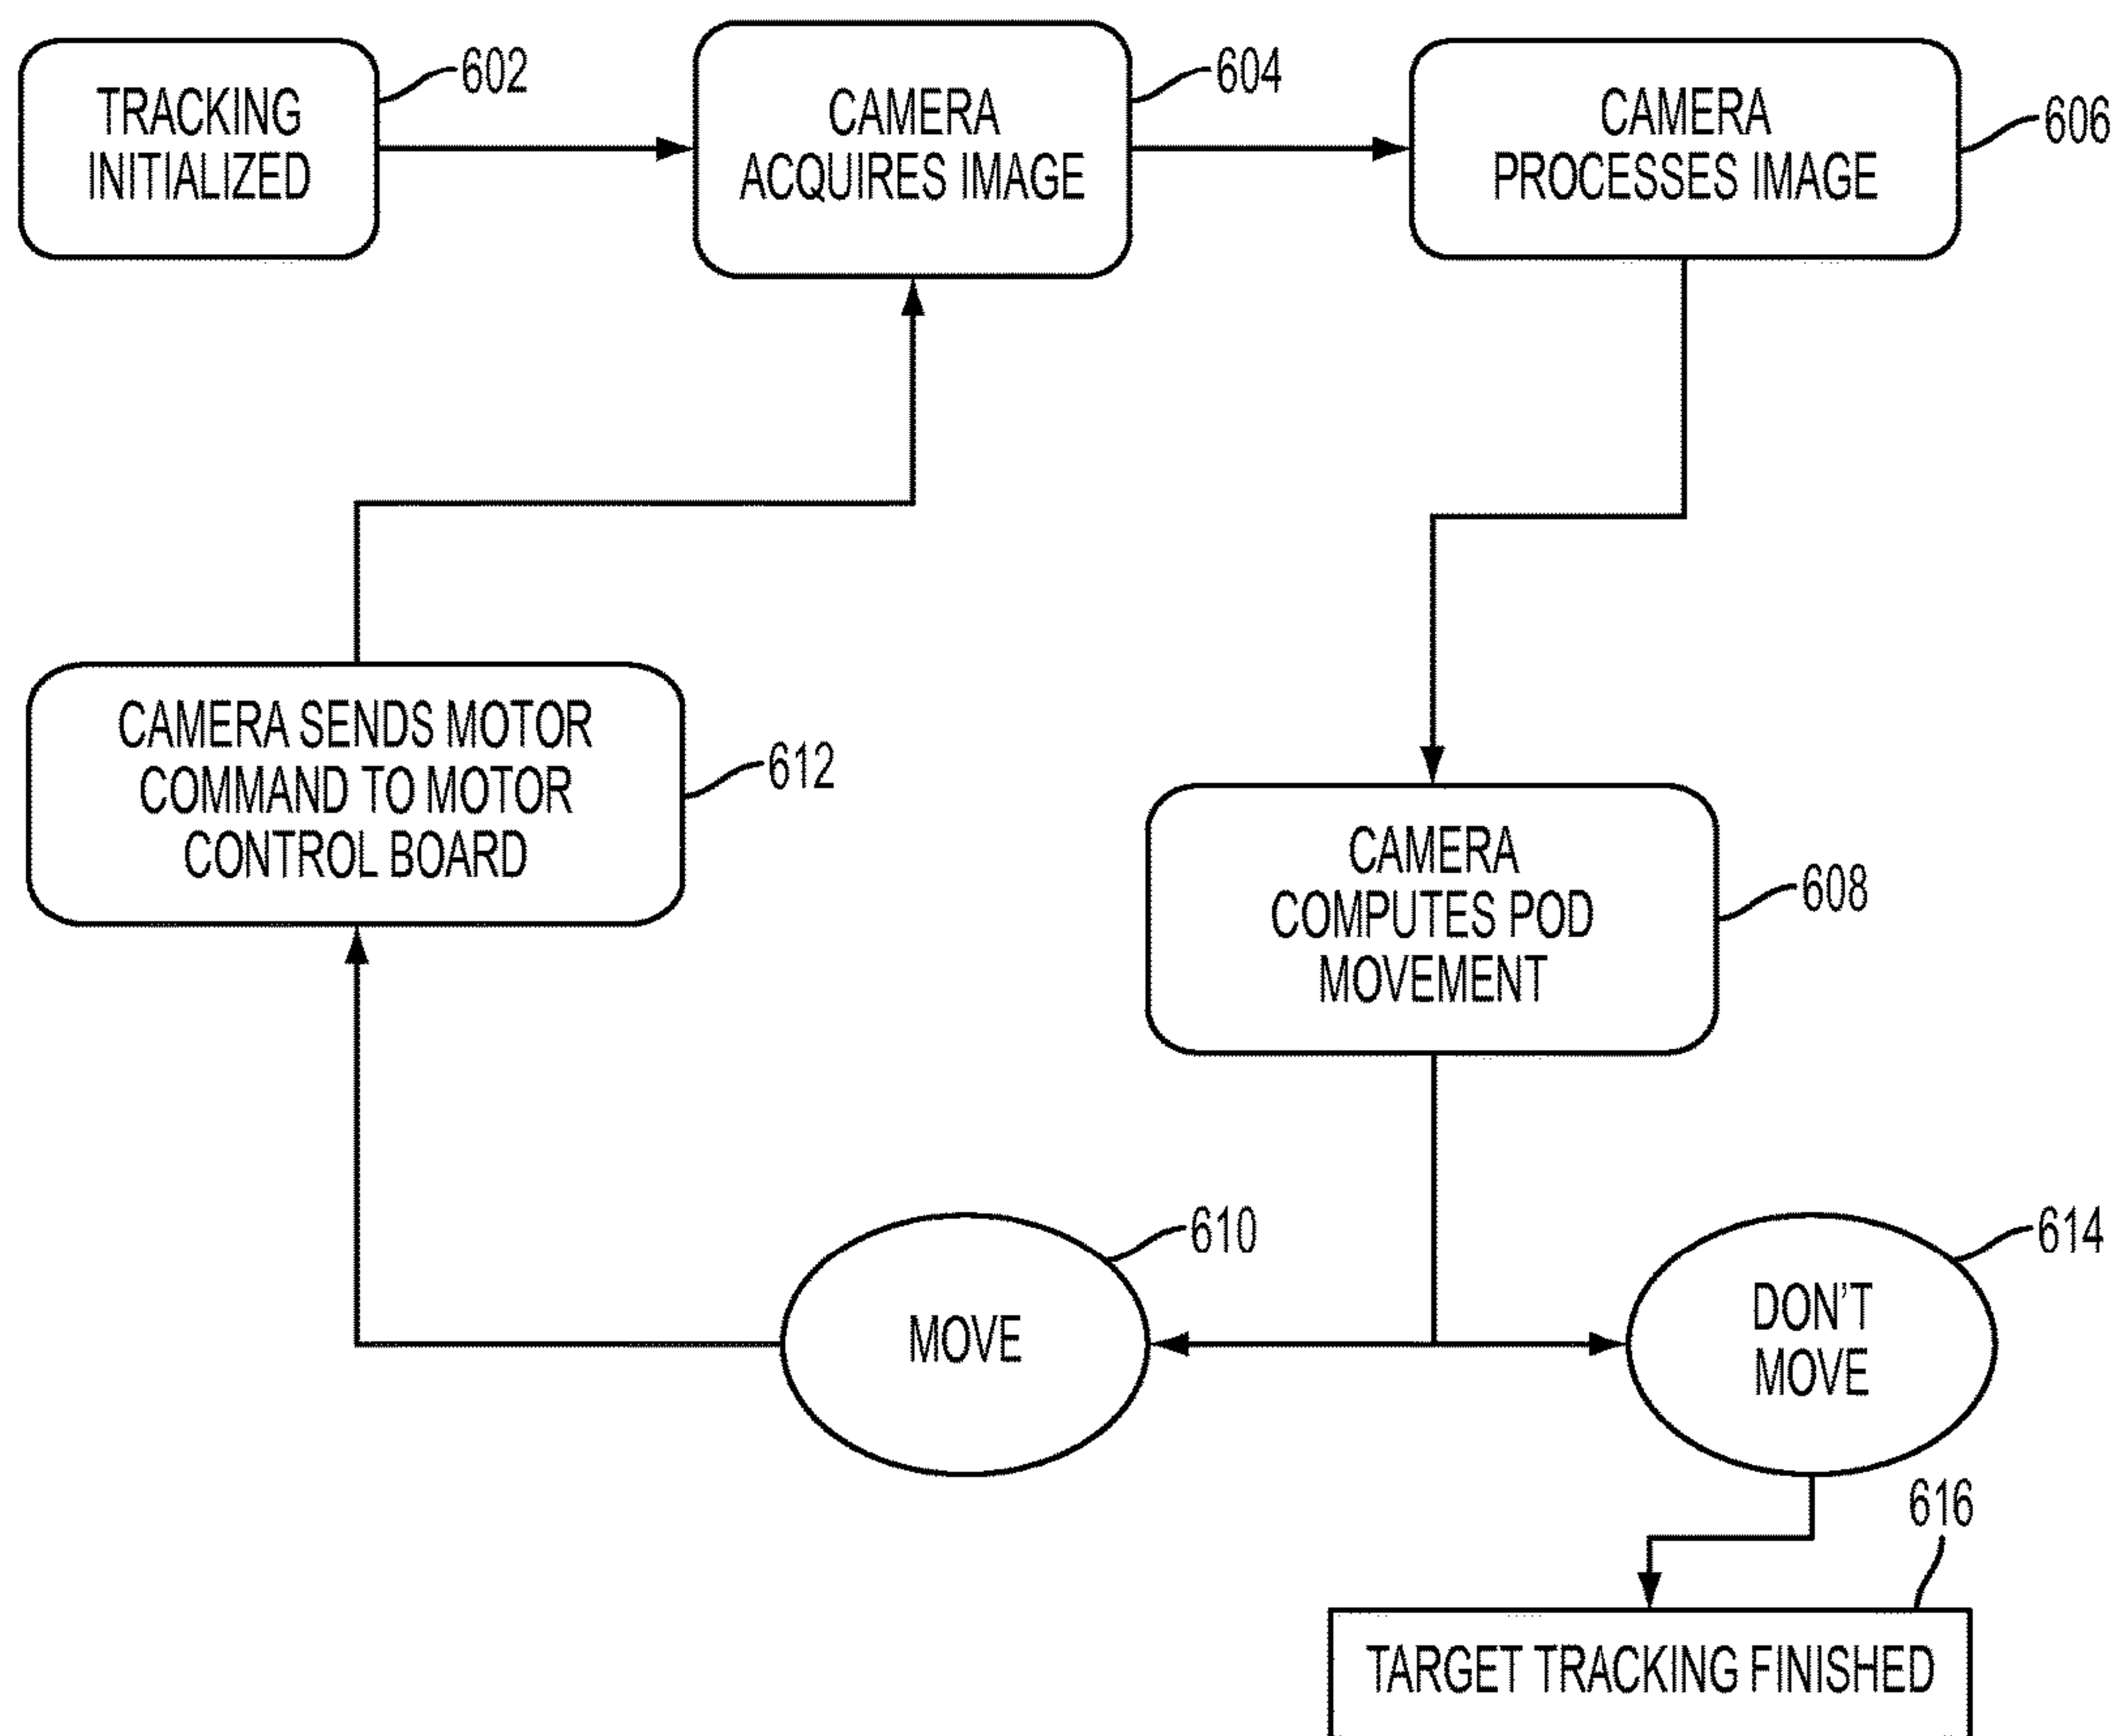 TRACKING
INITIALIZED
602
CAMERA
ACQUIRES IMAGE
604
CAMERA
PROCESSES IMAGE
606
CAMERA SENDS MOTOR
COMMAND TO MOTOR
CONTROL BOARD
612
CAMERA
COMPUTES POD
MOVEMENT
608
MOVE
610
DON'T
MOVE
614
616
TARGET TRACKING FINISHED